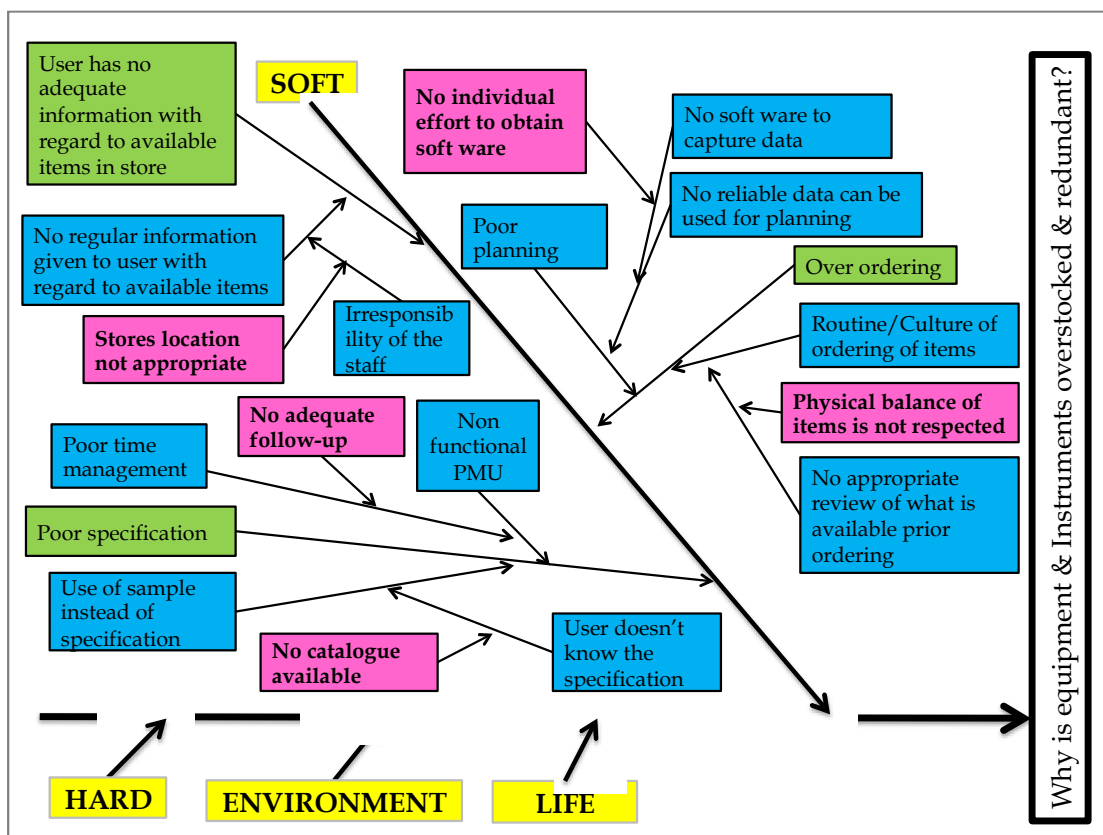 User has no
adequate
information with
regard to available
items in store
SOFT
No individual
effort to obtain
soft ware
No soft ware to
capture data
No reliable data can be
used for planning
Poor
planning
Over ordering
No regular information
given to user with
regard to available items
Stores location
not appropriate
Irresponsib
ility of the
staff
Routine/Culture of
ordering of items
Physical balance of
items is not respected
No appropriate
review of what is
available prior
ordering
No adequate
follow-up
Non
functional
PMU
Poor time
management
Poor specification
Use of sample
instead of
specification
No catalogue
available
User doesn't
know the
specification
HARD
ENVIRONMENT
LIFE
Why is equipment & Instruments overstocked & redundant?